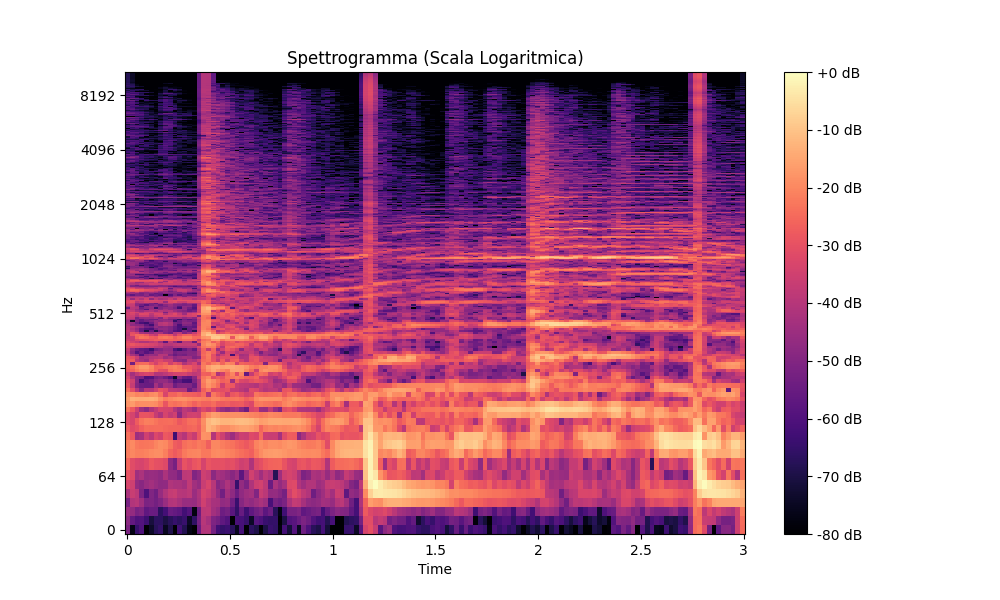 Spettrogramma (Scala Logaritmica)
Hz
8192
4096
2048
1024
512
256
128
64
0
0
0.5
1
1.5
2
2.5
3
Time
+0 dB
-10 dB
-20 dB
-30 dB
-40 dB
-50 dB
-60 dB
-70 dB
-80 dB